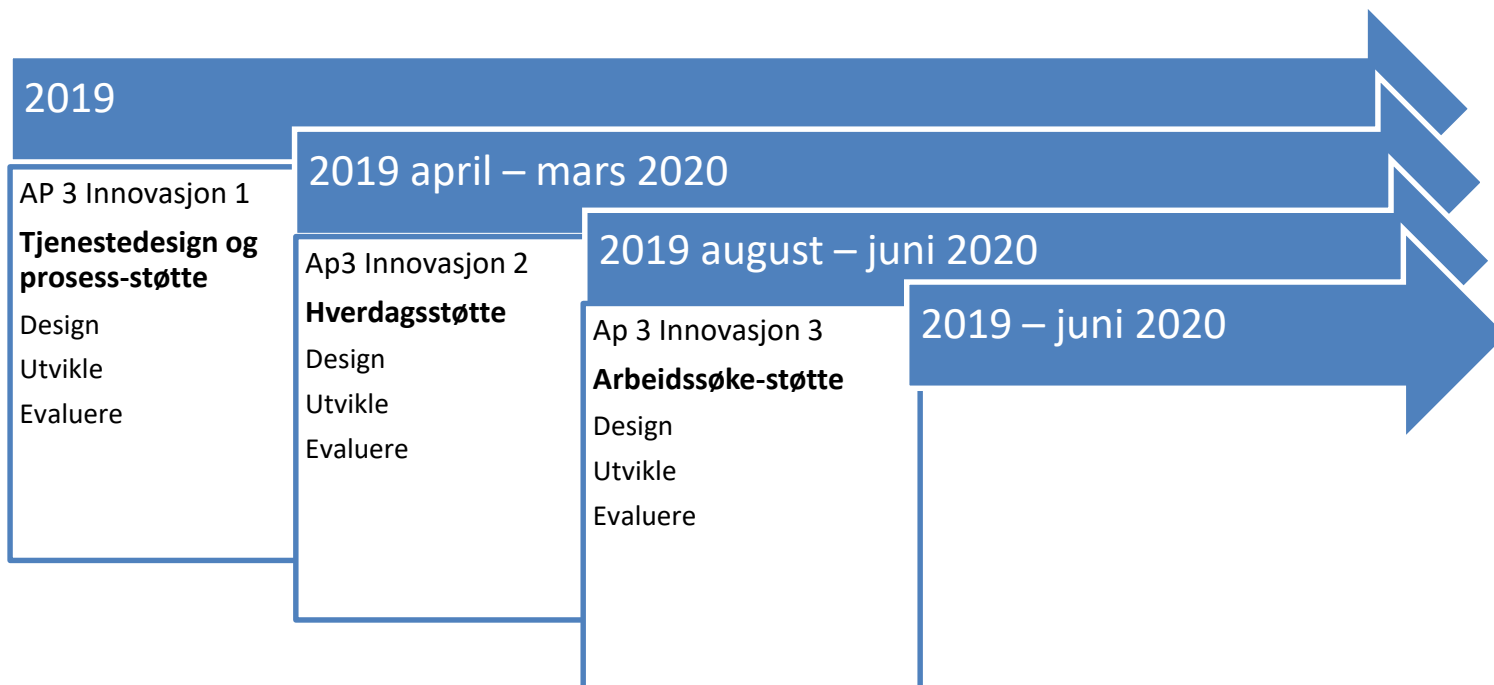 2019
AP 3 Innovasjon 1
Tjenestedesign og
prosess-støtte
Design
Utvikle
Evaluere
2019 april – mars 2020
Ap3 Innovasjon 2
Hverdagsstøtte
Design
Utvikle
Evaluere
2019 august – juni 2020
Ap 3 Innovasjon 3
Arbeidssøke-støtte
Design
Utvikle
Evaluere
2019 – juni 2020